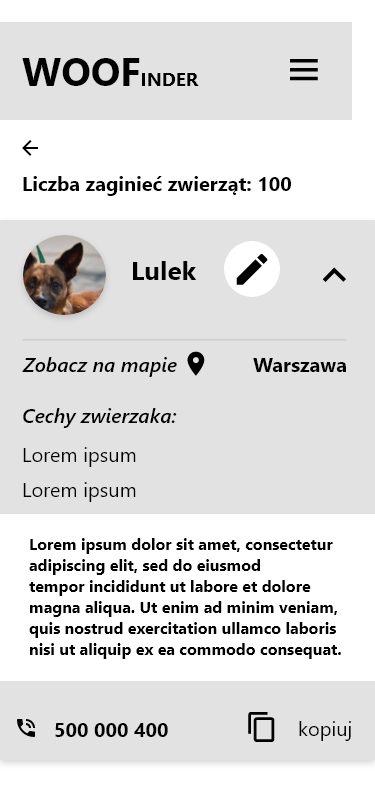 WOOFINDER
Liczba zaginieć zwierząt: 100
Lulek
Zobacz na mapie Warszawa
Cechy zwierzaka:
Lorem ipsum
Lorem ipsum
Lorem ipsum dolor sit amet, consectetur
adipiscing elit, sed do eiusmod
tempor incididunt ut labore et dolore
magna aliqua. Ut enim ad minim veniam,
quis nostrud exercitation ullamco laboris
nisi ut aliquip ex ea commodo consequat.
500 000 400 kopiuj